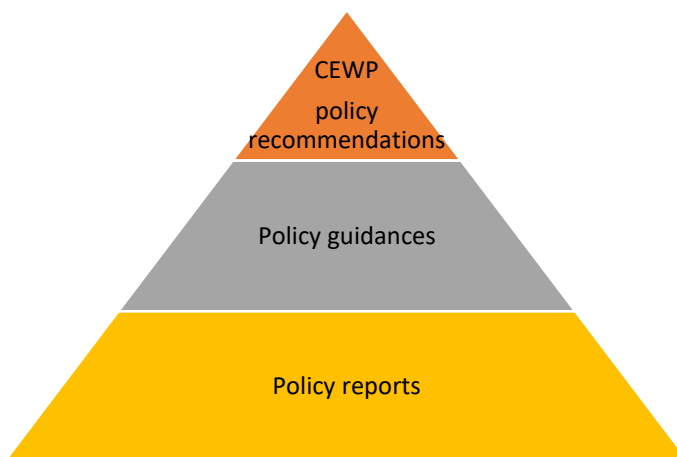 CEWP
policy
recommendations
Policy guidances
Policy reports